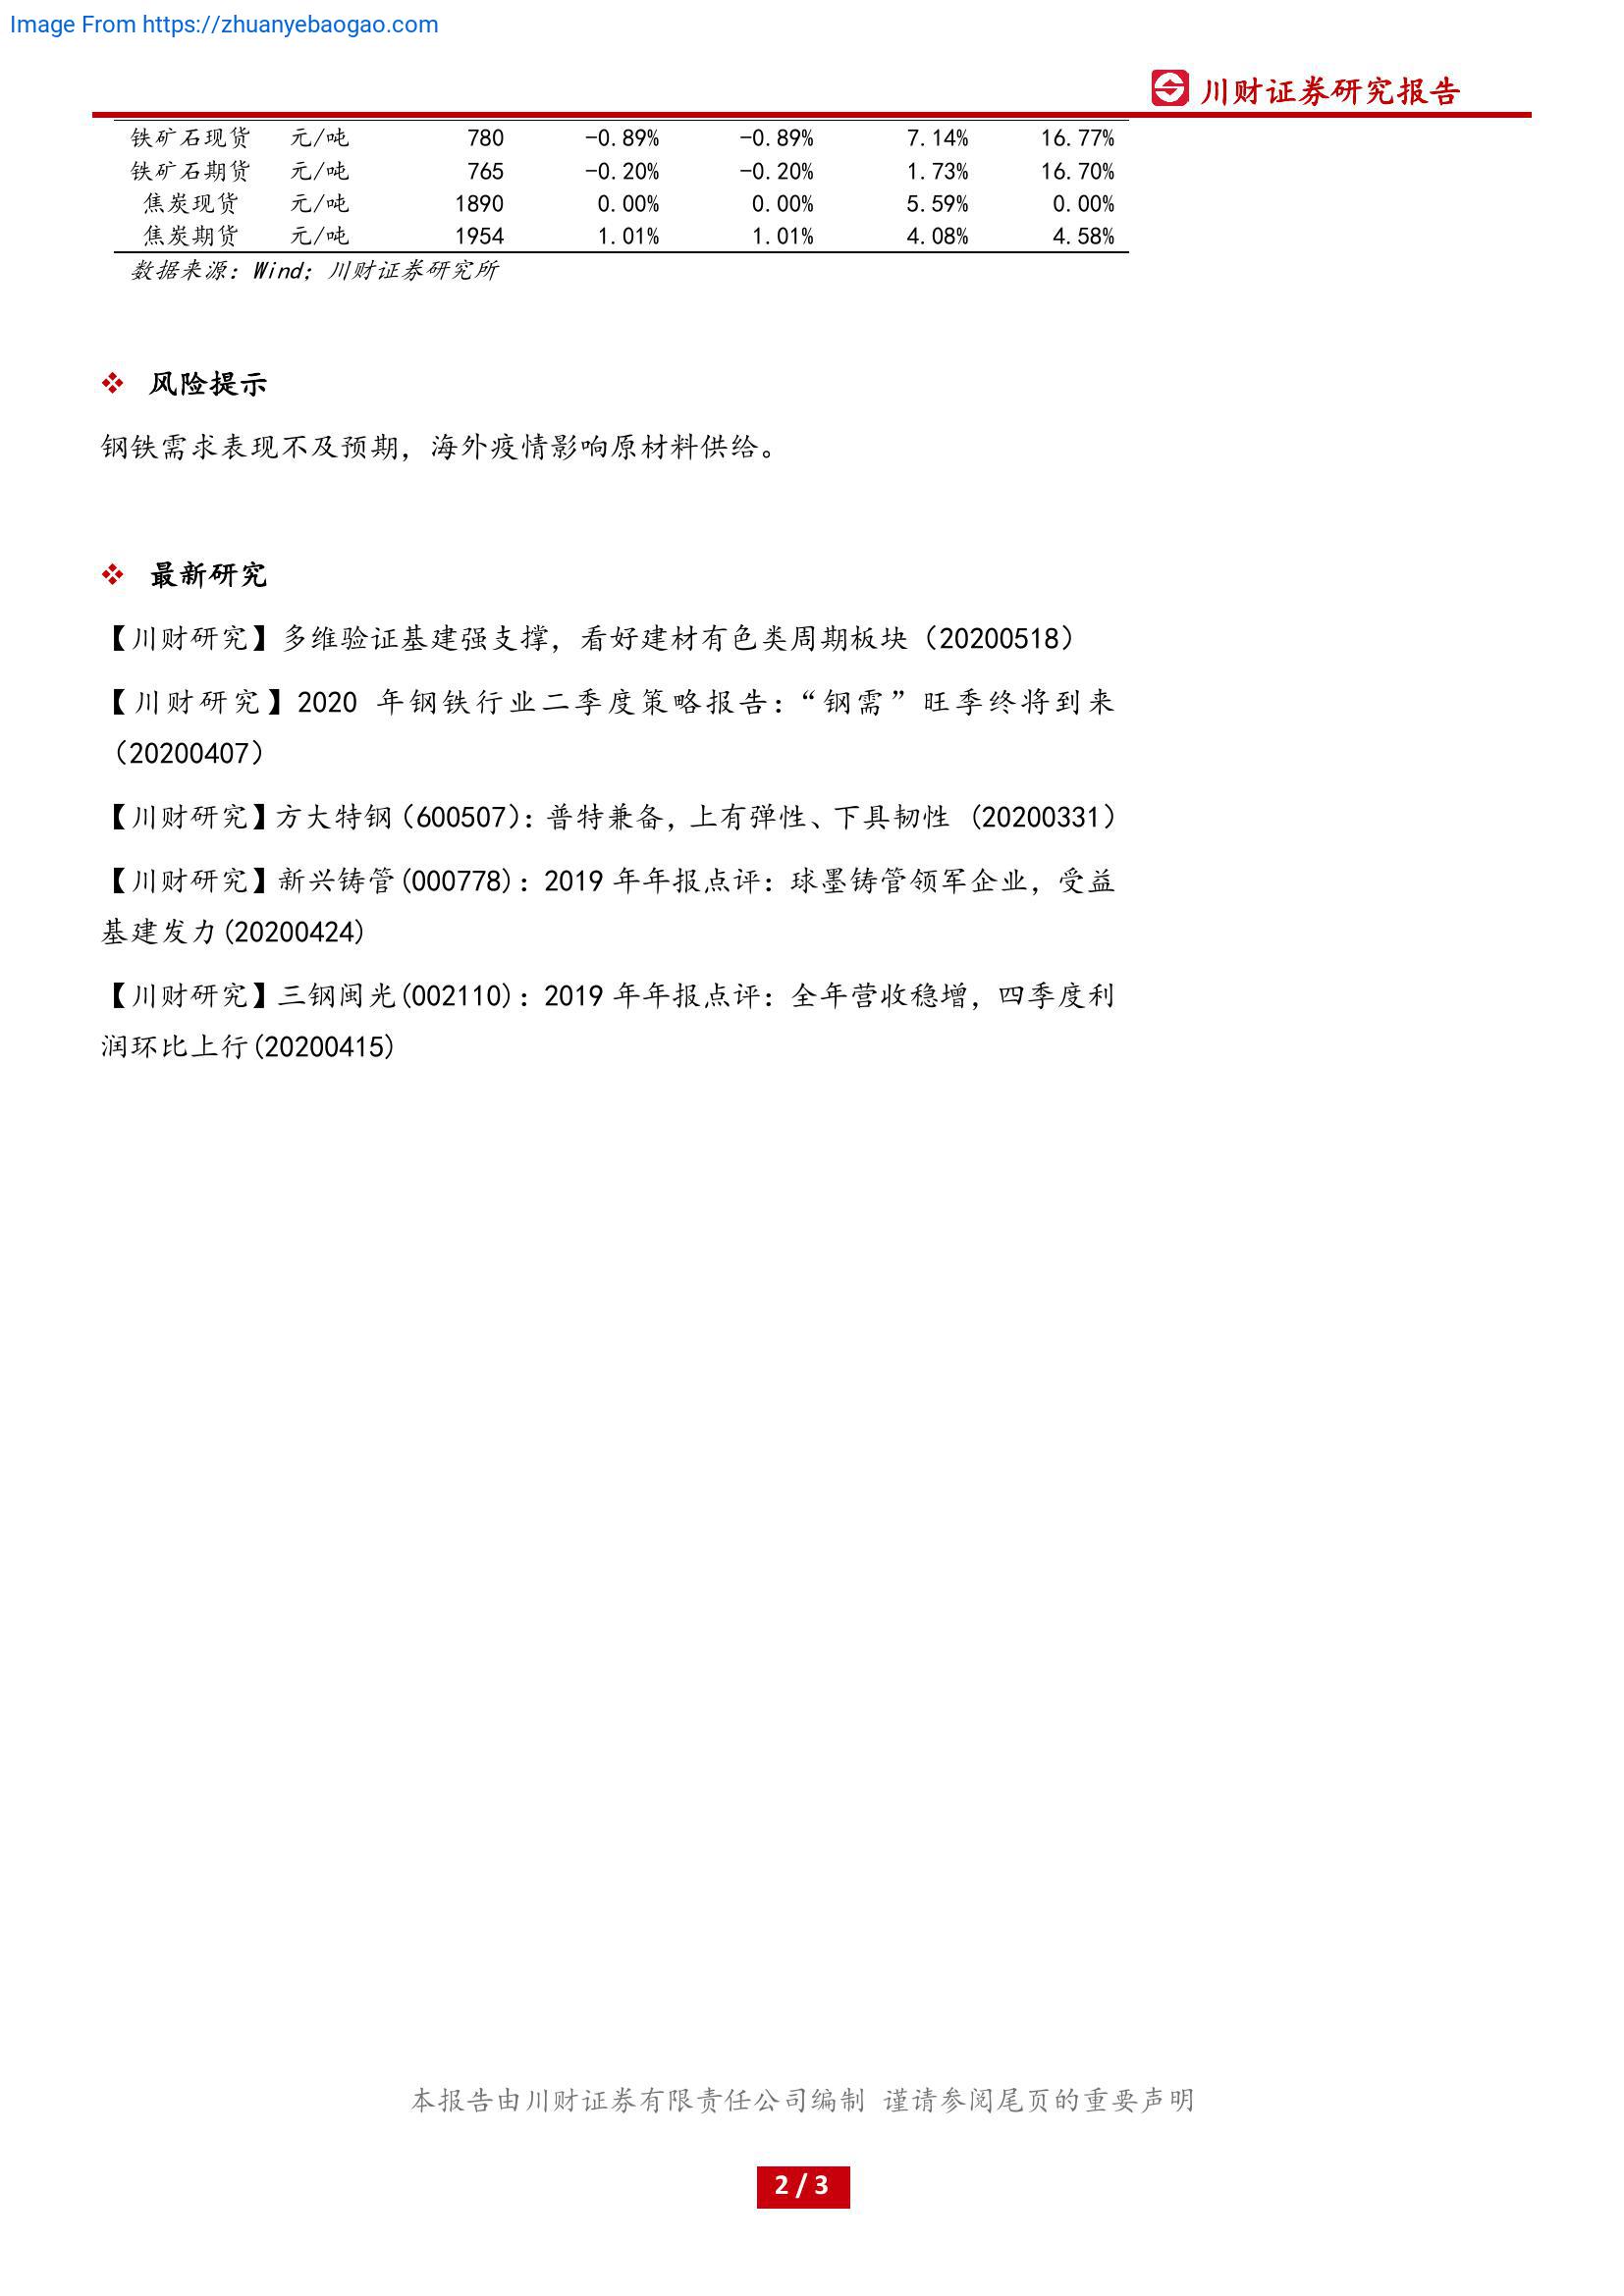 Image From https://zhuanyebaogao.com
川财证券研究报告
铁矿石现货 元/吨 780 -0.89% -0.89% 7.14% 16.77%
铁矿石期货 元/吨 765 -0.20% -0.20% 1.73% 16.70%
焦炭现货 元/吨 1890 0.00% 0.00% 5.59% 0.00%
焦炭期货 元/吨 1954 1.01% 1.01% 4.08% 4.58%
数据来源：Wind；川财证券研究所
❖ 风险提示
钢铁需求表现不及预期，海外疫情影响原材料供给。
❖ 最新研究
【川财研究】多维验证基建强支撑，看好建材有色类周期板块（20200518）
【川财研究】2020 年钢铁行业二季度策略报告：“钢需”旺季终将到来
（20200407）
【川财研究】方大特钢（600507）：普特兼备，上有弹性、下具韧性 (20200331)
【川财研究】新兴铸管(000778)：2019 年年报点评：球墨铸管领军企业，受益
基建发力(20200424)
【川财研究】三钢闽光(002110)：2019 年年报点评：全年营收稳增，四季度利
润环比上行(20200415)
本报告由川财证券有限责任公司编制 谨请参阅尾页的重要声明
2 / 3